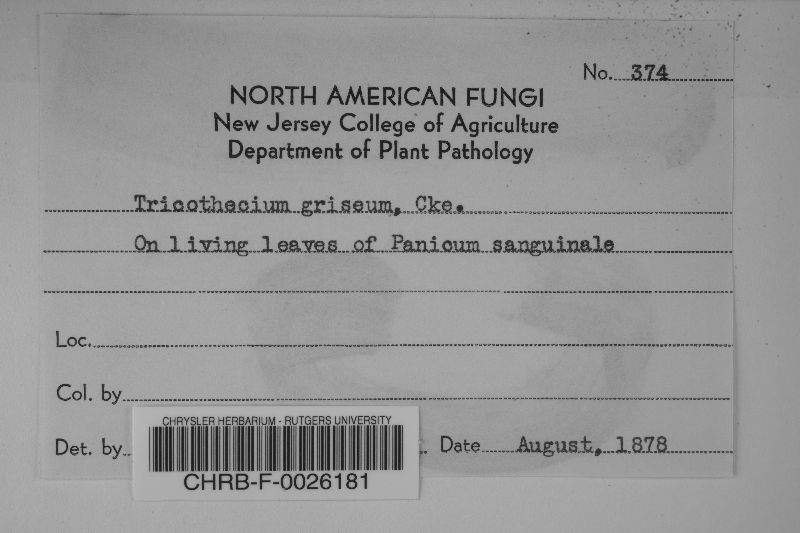 No. 374
NORTH AMERICAN FUNGI
New Jersey College of Agriculture
Department of Plant Pathology
Tricothecium griseum, Cke.
On living leaves of Panicum sanguinale
Loc.
Col. by
Det. by
Date August, 1878
CHRYSLER HERBARIUM - RUTGERS UNIVERSITY
CHRB-F-0026181